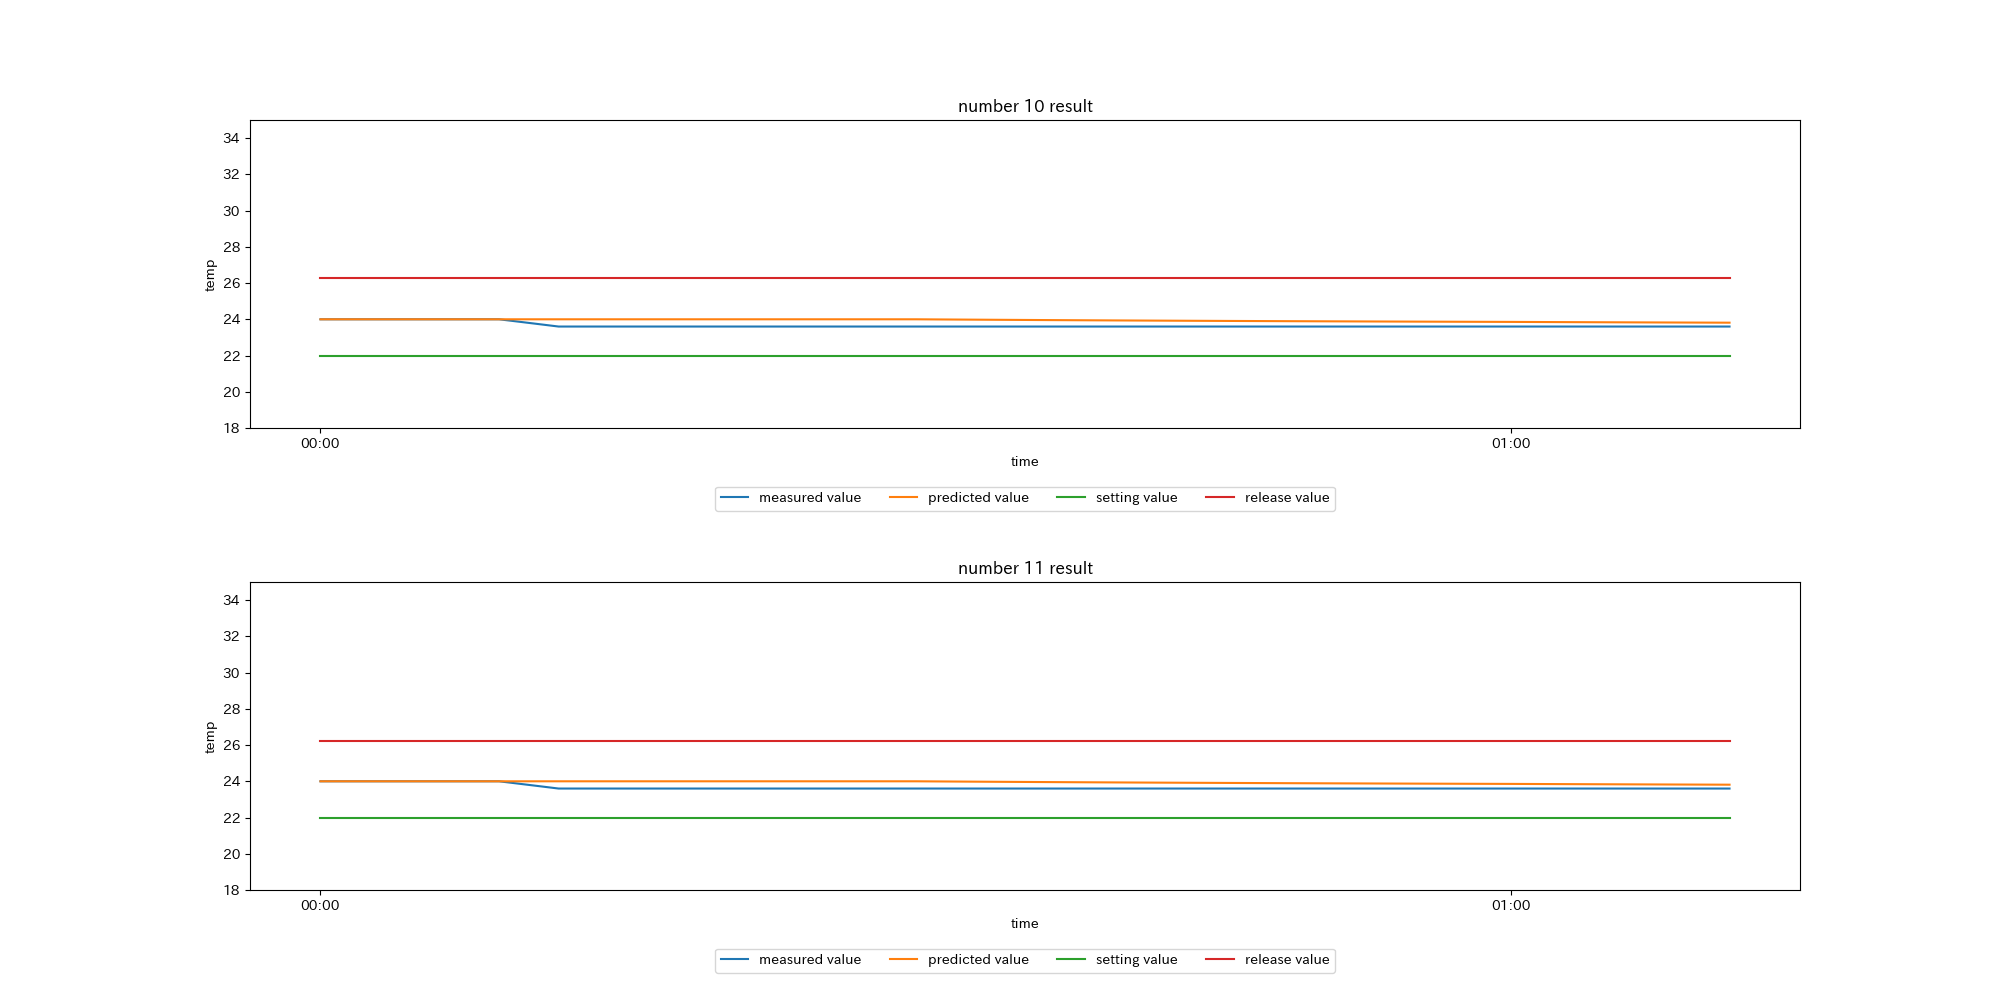 number 10 result
34
32
30
28
26
24
22
20
18
temp
00:00 01:00
time
measured value predicted value setting value release value
number 11 result
34
32
30
28
26
24
22
20
18
temp
00:00 01:00
time
measured value predicted value setting value release value